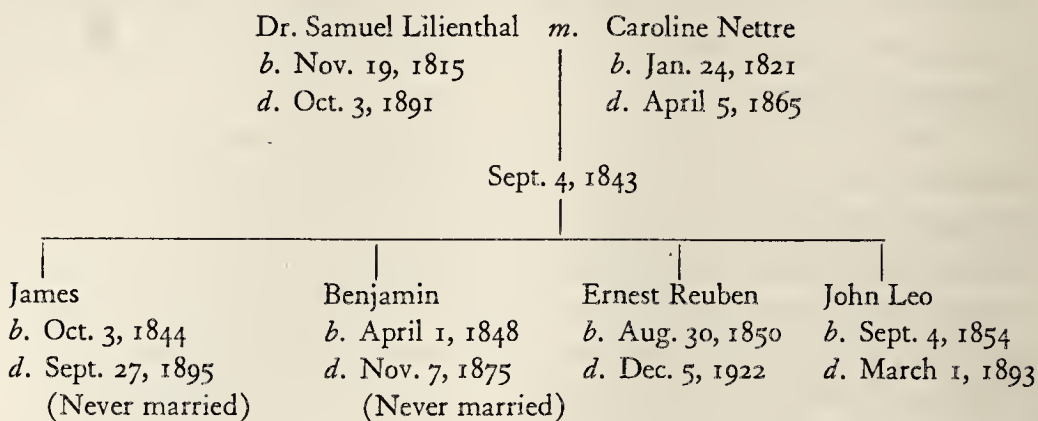 Dr. Samuel Lilienthal m. Caroline Nettre
b. Nov. 19, 1815 b. Jan. 24, 1821
d. Oct. 3, 1891 d. April 5, 1865
Sept. 4, 1843
James Benjamin Ernest Reuben John Leo
b. Oct. 3, 1844 b. April 1, 1848 b. Aug. 30, 1850 b. Sept. 4, 1854
d. Sept. 27, 1895 d. Nov. 7, 1875 d. Dec. 5, 1922 d. March 1, 1893
(Never married) (Never married)